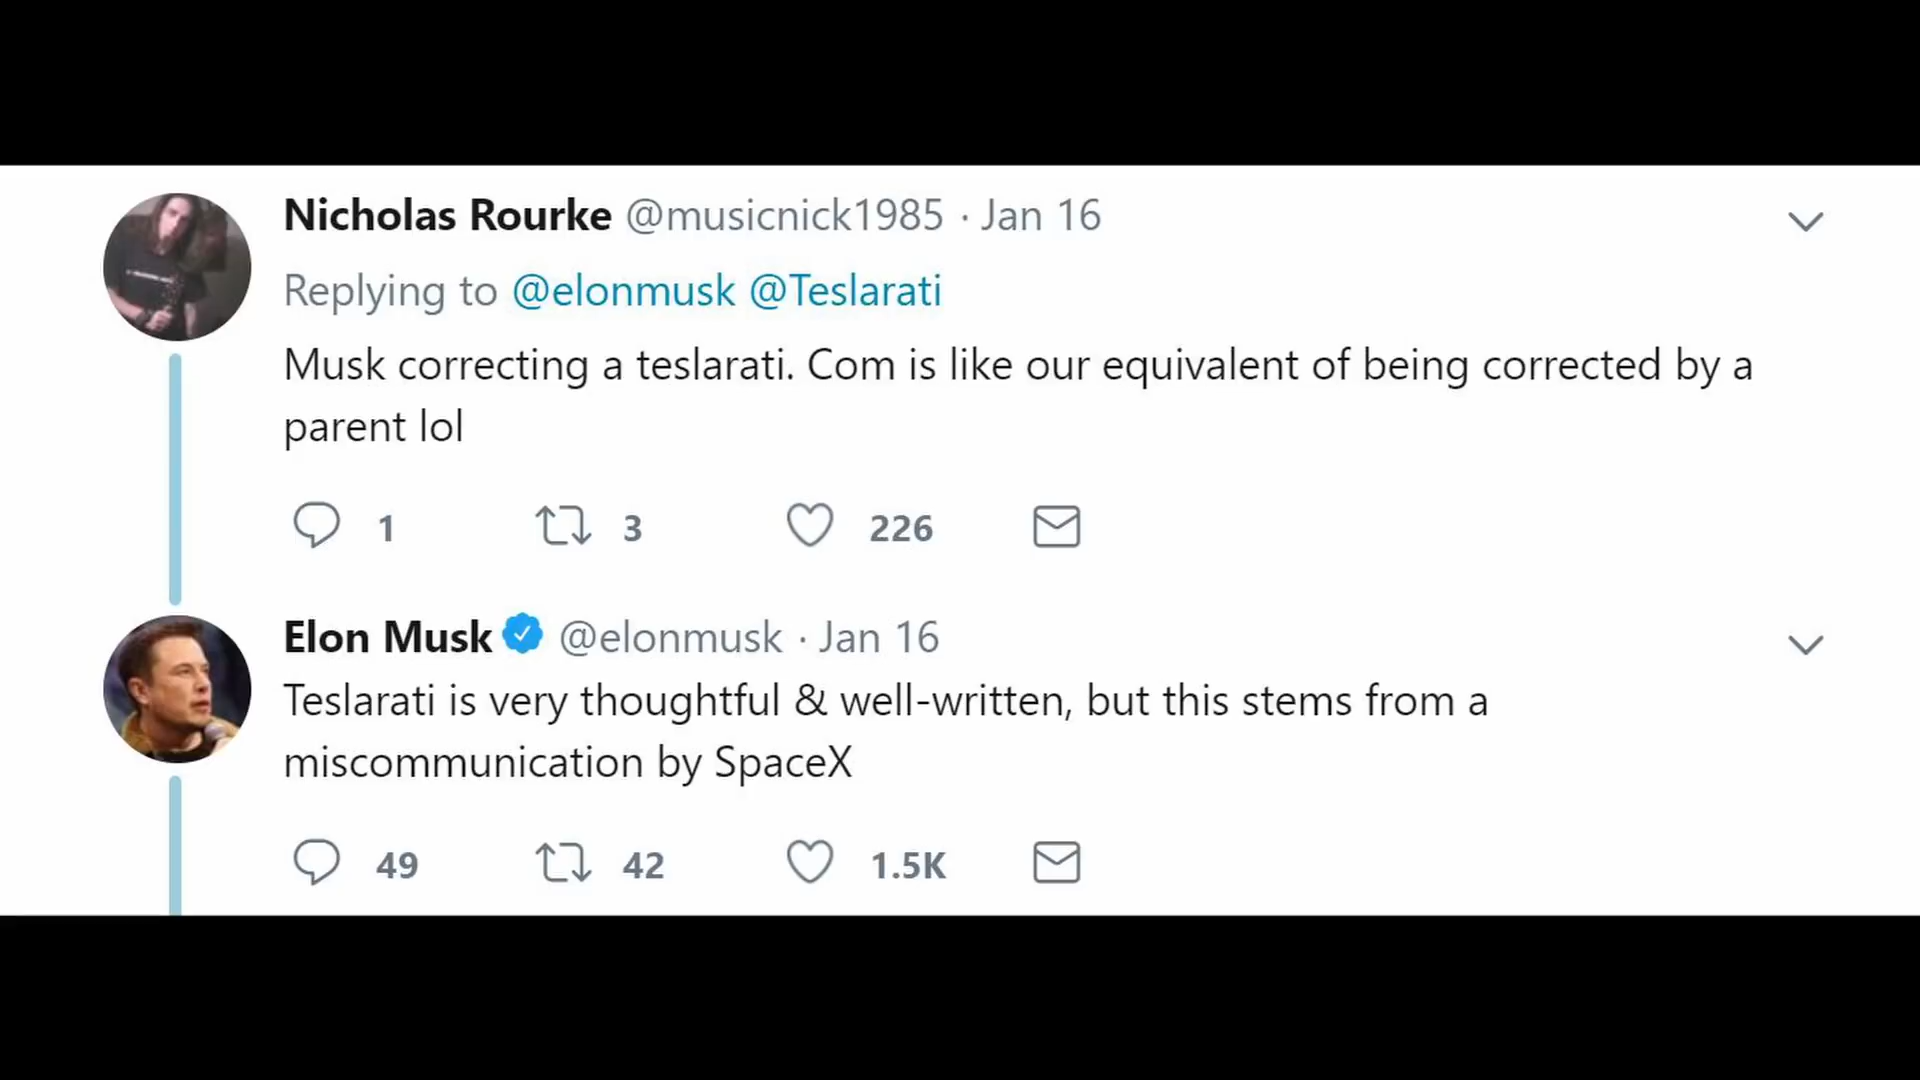 Nicholas Rourke @musicnick1985 · Jan 16
Replying to @elonmusk @Teslarati
Musk correcting a teslarati. Com is like our equivalent of being corrected by a
parent lol
1 3 226
Elon Musk @elonmusk · Jan 16
Teslarati is very thoughtful & well-written, but this stems from a
miscommunication by SpaceX
49 42 1.5K